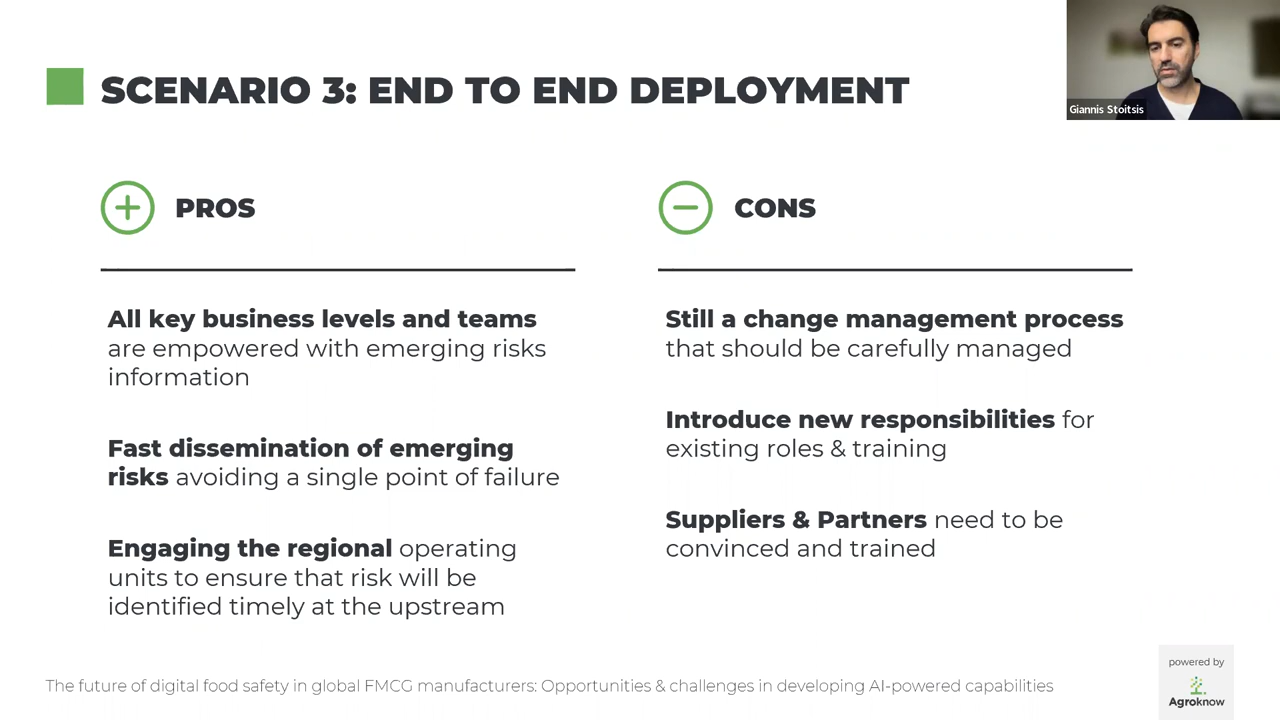 SCENARIO 3: END TO END DEPLOYMENT
Giannis Stoitsis
PROS
All key business levels and teams
are empowered with emerging risks
information
Fast dissemination of emerging
risks avoiding a single point of failure
Engaging the regional operating
units to ensure that risk will be
identified timely at the upstream
CONS
Still a change management process
that should be carefully managed
Introduce new responsibilities for
existing roles & training
Suppliers & Partners need to be
convinced and trained
The future of digital food safety in global FMCG manufacturers: Opportunities & challenges in developing AI-powered capabilities
powered by
Agroknow